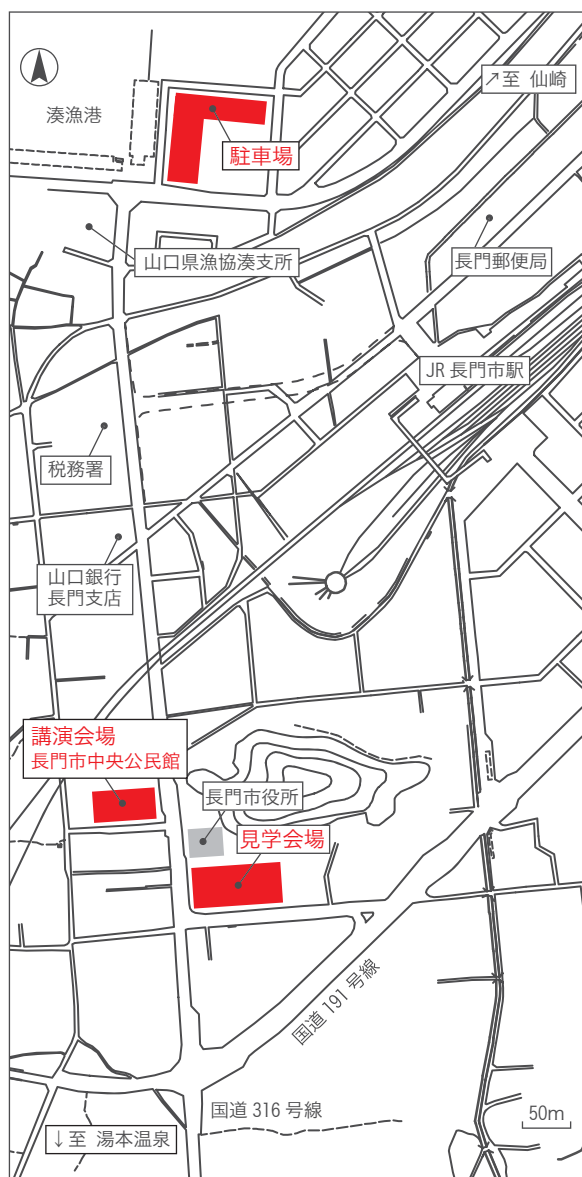 ↗至 仙崎
湊漁港
駐車場
山口県漁協湊支所
長門郵便局
JR 長門市駅
税務署
山口銀行
長門支店
講演会場
長門市中央公民館
長門市役所
見学会場
国道 191 号線
国道 316 号線
50m
↓至 湯本温泉